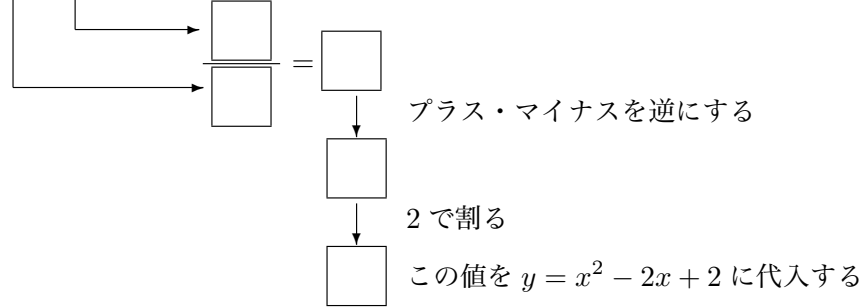 =
プラス・マイナスを逆にする
2 で割る
この値を y = x² − 2x + 2 に代入する